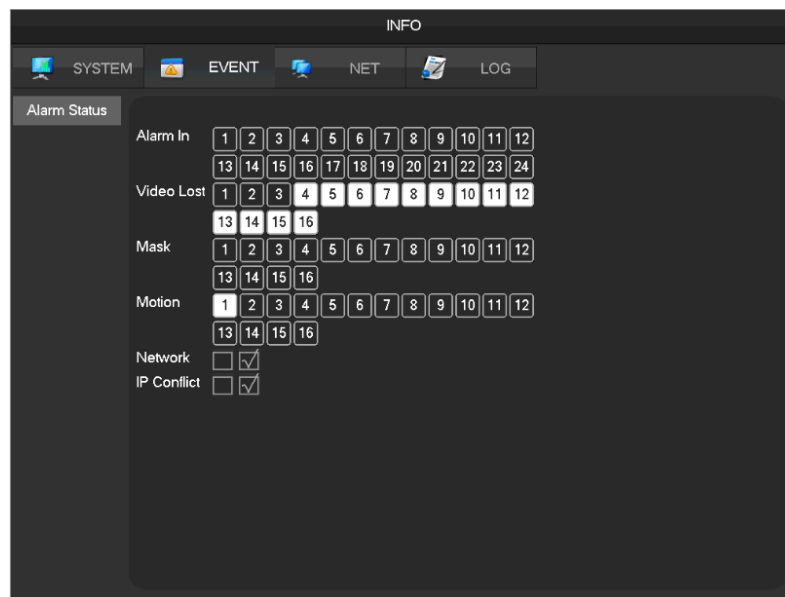 INFO
SYSTEM EVENT NET LOG
Alarm Status
Alarm In 1 2 3 4 5 6 7 8 9 10 11 12
13 14 15 16 17 18 19 20 21 22 23 24
Video Lost 1 2 3 4 5 6 7 8 9 10 11 12
13 14 15 16
Mask 1 2 3 4 5 6 7 8 9 10 11 12
13 14 15 16
Motion 1 2 3 4 5 6 7 8 9 10 11 12
13 14 15 16
Network
IP Conflict